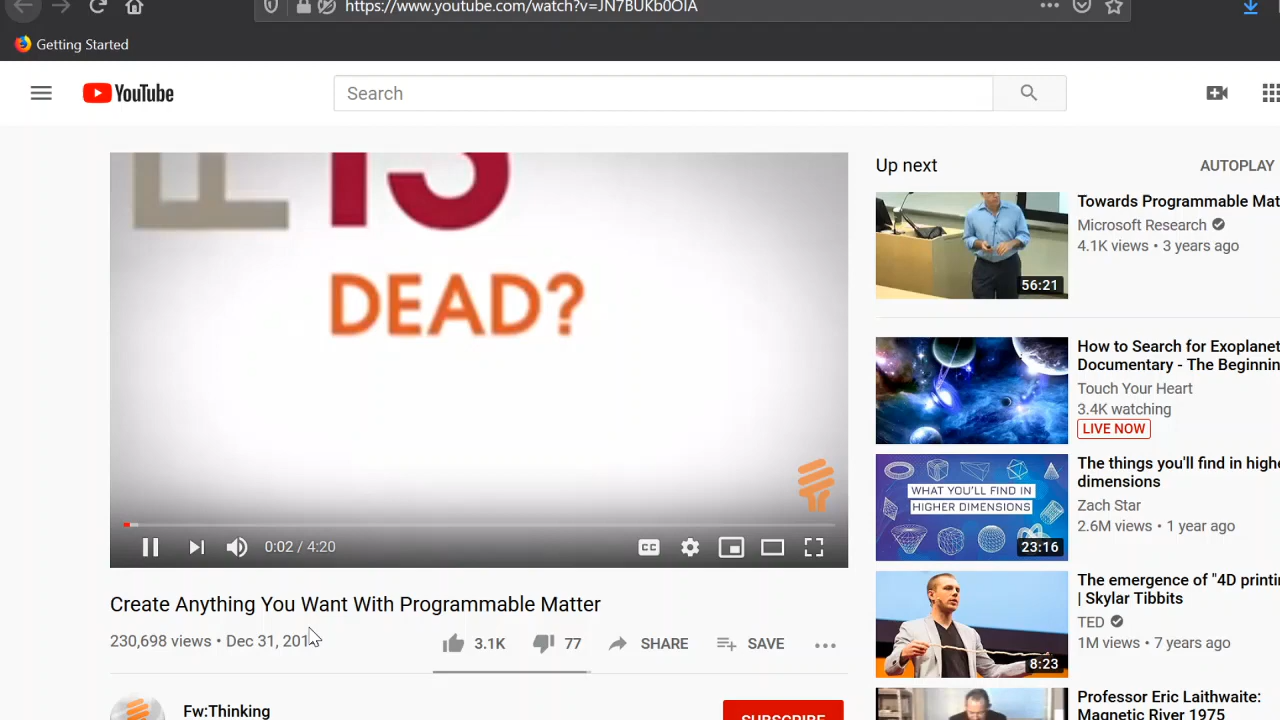 https://www.youtube.com/watch?v=JN7BUKb0OIA
Getting Started
YouTube
Search
IS
DEAD?
0:02 / 4:20
CC
Create Anything You Want With Programmable Matter
230,698 views • Dec 31, 201
3.1K
77
SHARE
SAVE
Fw:Thinking
SUBSCRIBE
Up next
AUTOPLAY
56:21
Towards Programmable Mat
Microsoft Research
4.1K views • 3 years ago
How to Search for Exoplanet
Documentary - The Beginnin
Touch Your Heart
3.4K watching
LIVE NOW
WHAT YOU'LL FIND IN
HIGHER DIMENSIONS
23:16
The things you'll find in highe
dimensions
Zach Star
2.6M views • 1 year ago
8:23
The emergence of "4D printi
| Skylar Tibbits
TED
1M views • 7 years ago
Professor Eric Laithwaite:
Magnetic River 1975